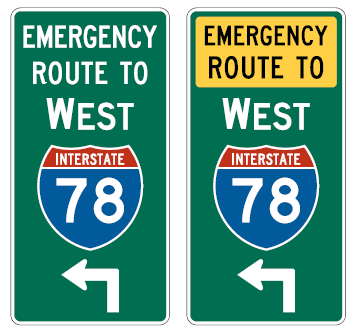 EMERGENCY
ROUTE TO
WEST
INTERSTATE
78
EMERGENCY
ROUTE TO
WEST
INTERSTATE
78